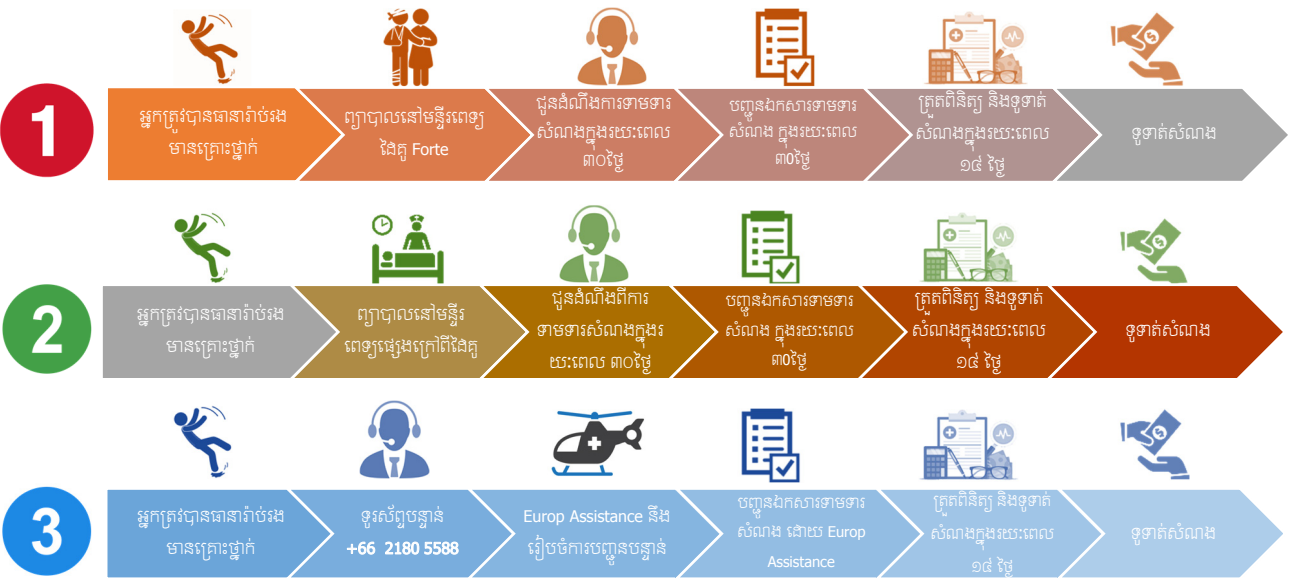 1
អ្នកត្រូវបានធានារ៉ាប់រង
មានគ្រោះថ្នាក់
ព្យាបាលនៅមន្ទីរពេទ្យ
ដៃគូ Forte
ជូនដំណឹងការទាមទារ
សំណងក្នុងរយៈពេល
៣០ថ្ងៃ
បញ្ជូនឯកសារទាមទារ
សំណង ក្នុងរយៈពេល
៣0ថ្ងៃ
ត្រួតពិនិត្យ និងទូទាត់
សំណងក្នុងរយៈពេល
១៤ ថ្ងៃ
ទូទាត់សំណង
2
អ្នកត្រូវបានធានារ៉ាប់រង
មានគ្រោះថ្នាក់
ព្យាបាលនៅមន្ទីរ
ពេទ្យផ្សេងក្រៅពីដៃគូ
ជូនដំណឹងពីការ
ទាមទារសំណងក្នុងរ
យៈពេល ៣០ថ្ងៃ
បញ្ជូនឯកសារទាមទារ
សំណង ក្នុងរយៈពេល
៣0ថ្ងៃ
ត្រួតពិនិត្យ និងទូទាត់
សំណងក្នុងរយៈពេល
១៤ ថ្ងៃ
ទូទាត់សំណង
3
អ្នកត្រូវបានធានារ៉ាប់រង
មានគ្រោះថ្នាក់
ទូរស័ព្ទបន្ទាន់
+66 2180 5588
Europ Assistance នឹង
រៀបចំការបញ្ជូនបន្ទាន់
បញ្ជូនឯកសារទាមទារ
សំណង ដោយ Europ
Assistance
ត្រួតពិនិត្យ និងទូទាត់
សំណងក្នុងរយៈពេល
១៤ ថ្ងៃ
ទូទាត់សំណង